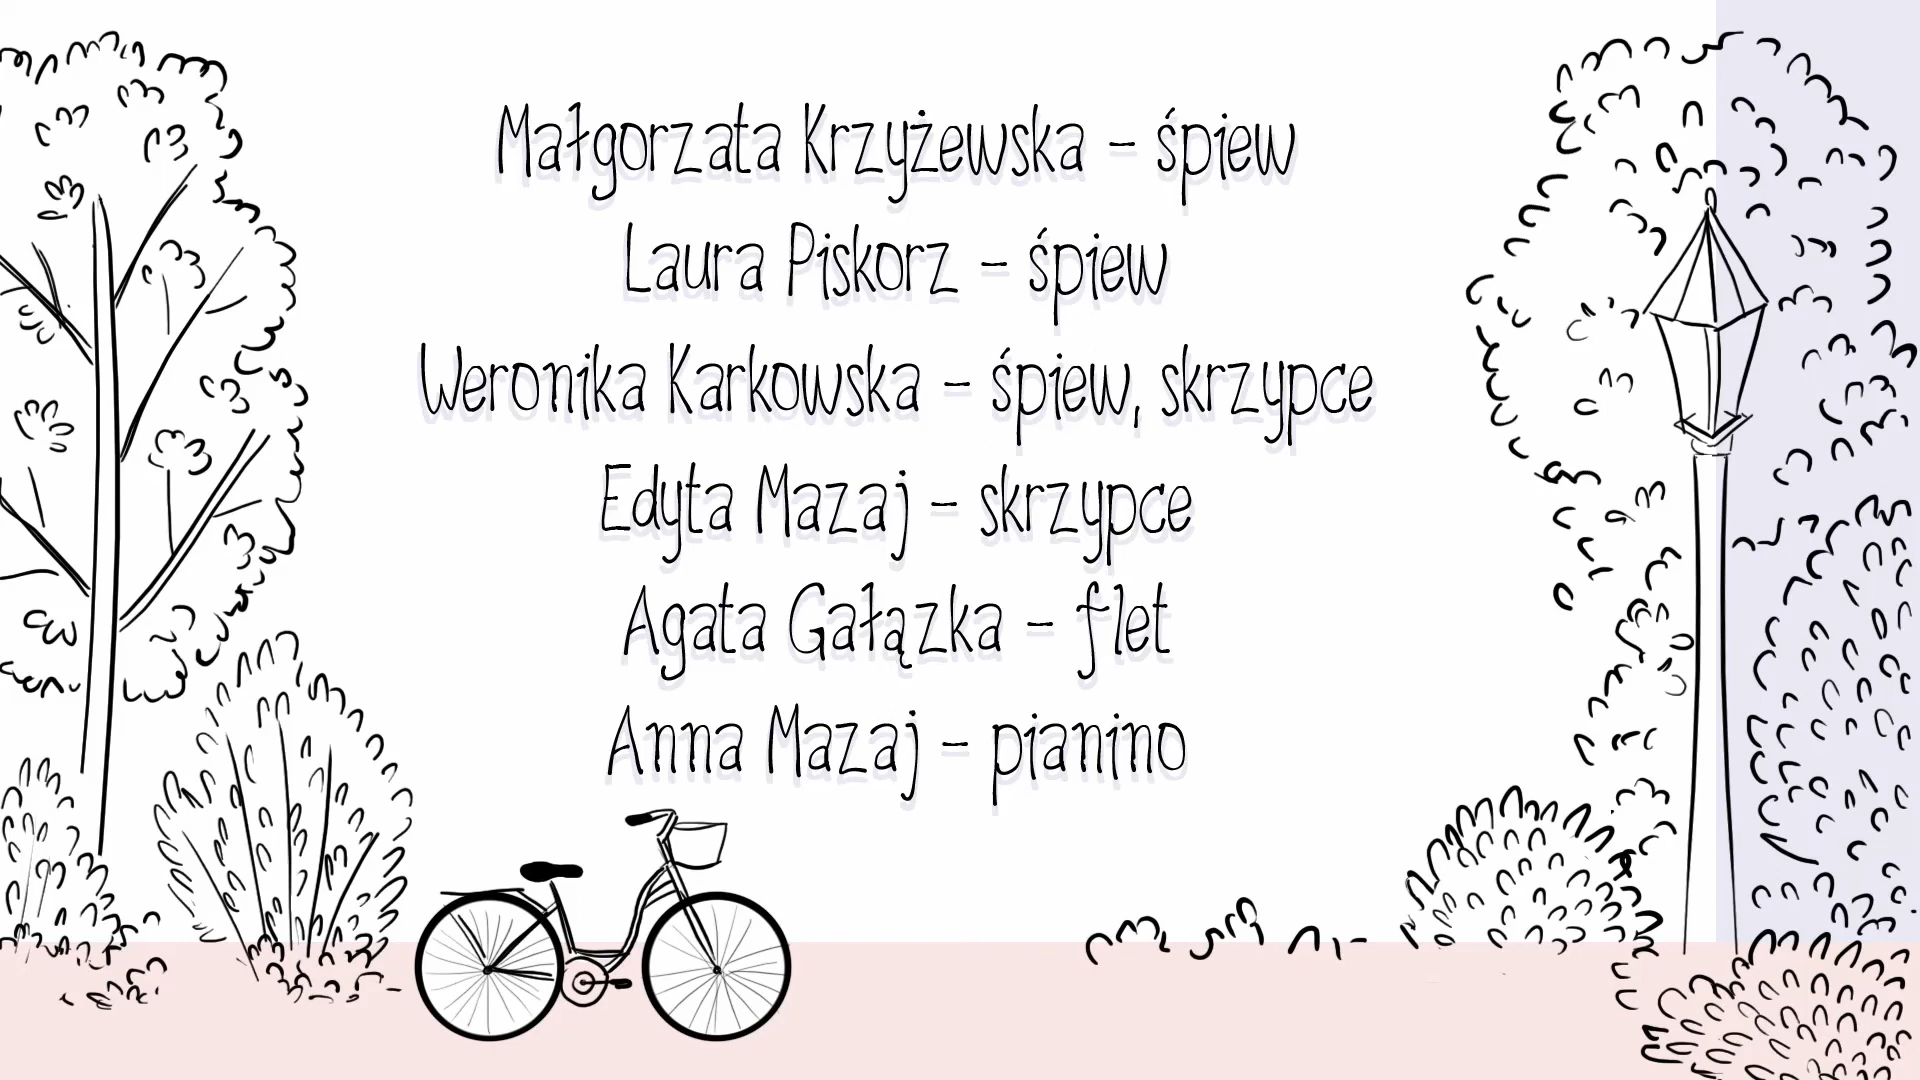 Małgorzata Krzyżewska – śpiew
Laura Piskorz – śpiew
Weronika Karkowska – śpiew, skrzypce
Edyta Mazaj – skrzypce
Agata Gałązka – flet
Anna Mazaj – pianino